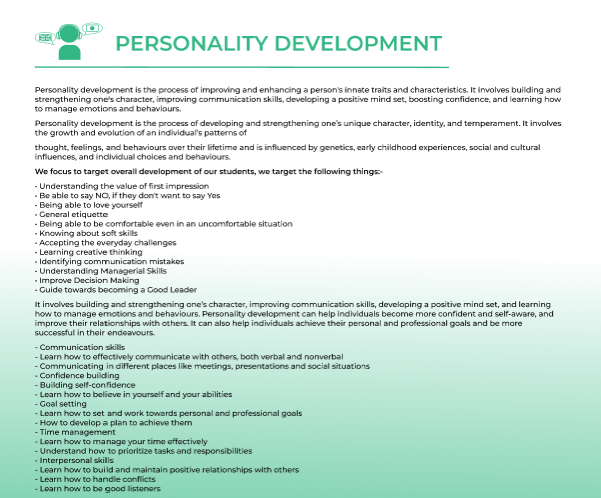 PERSONALITY DEVELOPMENT
Personality development is the process of improving and enhancing a person's innate traits and characteristics. It involves building and
strengthening one's character, improving communication skills, developing a positive mind set, boosting confidence, and learning how
to manage emotions and behaviours.
Personality development is the process of developing and strengthening one's unique character, identity, and temperament. It involves
the growth and evolution of an individual's patterns of
thought, feelings, and behaviours over their lifetime and is influenced by genetics, early childhood experiences, social and cultural
influences, and individual choices and behaviours.
We focus to target overall development of our students, we target the following things:-
• Understanding the value of first impression
• Be able to say NO, if they don't want to say Yes
• Being able to love yourself
• General etiquette
• Being able to be comfortable even in an uncomfortable situation
• Knowing about soft skills
• Accepting the everyday challenges
• Learning creative thinking
• Identifying communication mistakes
• Understanding Managerial Skills
• Improve Decision Making
• Guide towards becoming a Good Leader
It involves building and strengthening one's character, improving communication skills, developing a positive mind set, and learning
how to manage emotions and behaviours. Personality development can help individuals become more confident and self-aware, and
improve their relationships with others. It can also help individuals achieve their personal and professional goals and be more
successful in their endeavours.
- Communication skills
- Learn how to effectively communicate with others, both verbal and nonverbal
- Communicating in different places like meetings, presentations and social situations
- Confidence building
- Building self-confidence
- Learn how to believe in yourself and your abilities
- Goal setting
- Learn how to set and work towards personal and professional goals
- How to develop a plan to achieve them
- Time management
- Learn how to manage your time effectively
- Understand how to prioritize tasks and responsibilities
- Interpersonal skills
- Learn how to build and maintain positive relationships with others
- Learn how to handle conflicts
- Learn how to be good listeners